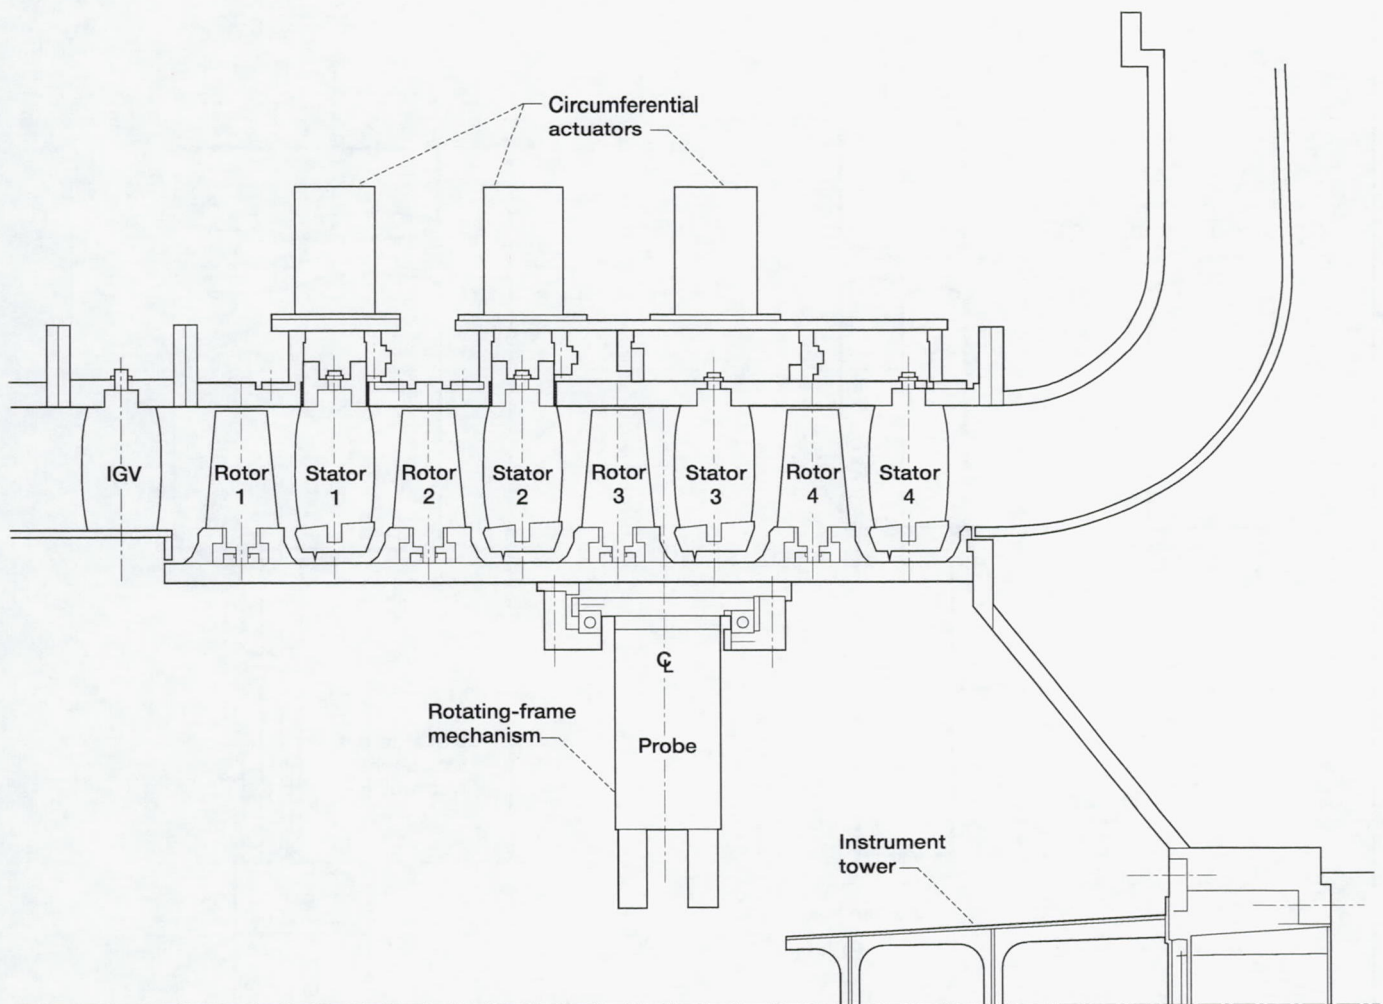 Circumferential
actuators
IGV
Rotor
1
Stator
1
Rotor
2
Stator
2
Rotor
3
Stator
3
Rotor
4
Stator
4
℄
Rotating-frame
mechanism
Probe
Instrument
tower